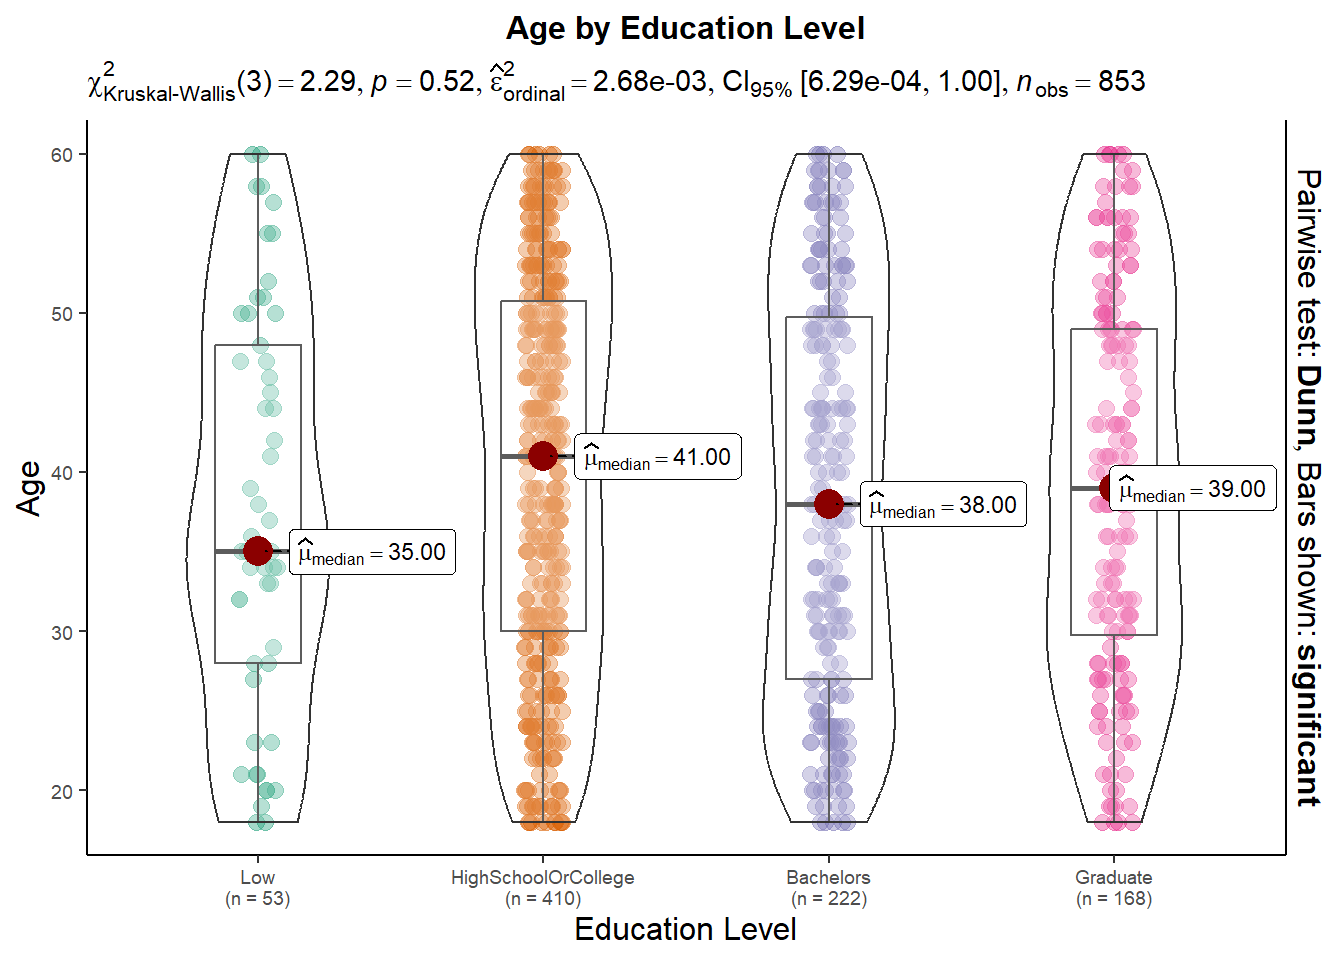 Age by Education Level
χ²Kruskal-Wallis(3) = 2.29, p = 0.52, ε̂²ordinal = 2.68e-03, CI95% [6.29e-04, 1.00], nobs = 853
Age
60
50
40
30
20
μ̂median = 35.00
μ̂median = 41.00
μ̂median = 38.00
μ̂median = 39.00
Low
(n = 53)
HighSchoolOrCollege
(n = 410)
Bachelors
(n = 222)
Graduate
(n = 168)
Education Level
Pairwise test: Dunn, Bars shown: significant